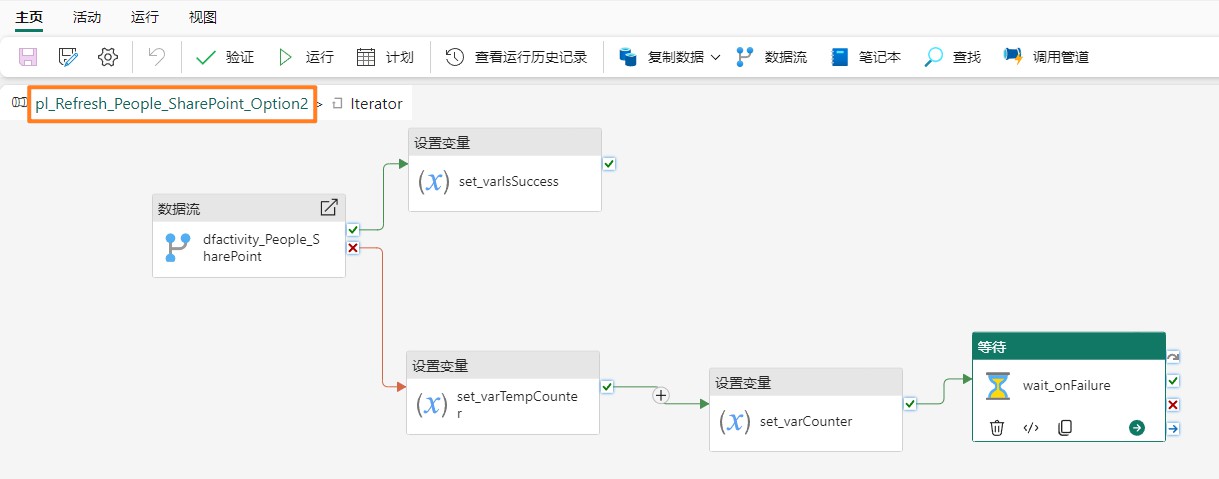 主页 活动 运行 视图
验证 运行 计划 查看运行历史记录 复制数据 数据流 笔记本 查找 调用管道
pl_Refresh_People_SharePoint_Option2 > Iterator
设置变量
(x) set_varIsSuccess
数据流
dfactivity_People_S
harePoint
设置变量
(x) set_varTempCounte
r
设置变量
(x) set_varCounter
等待
wait_onFailure